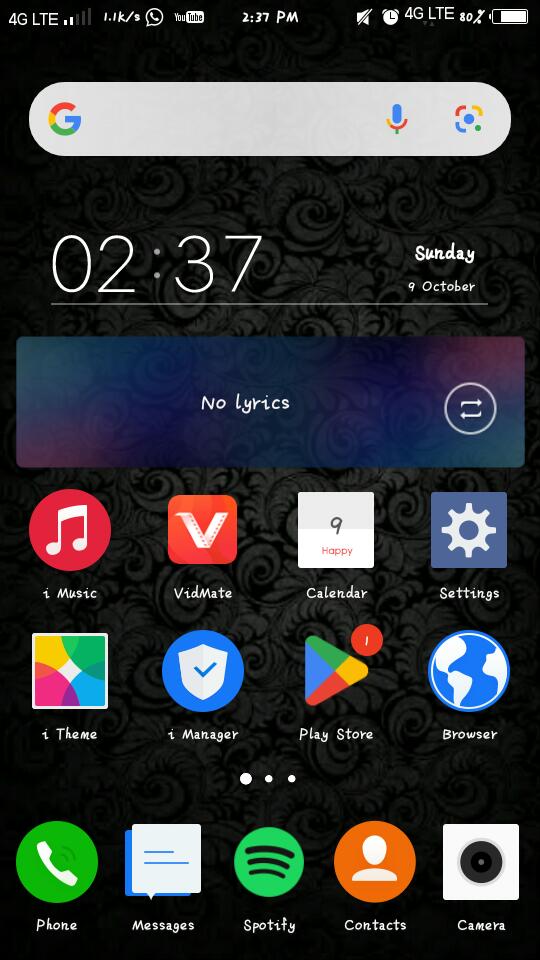 4G LTE 1.1k/s YouTube 2:37 PM 4G LTE 80%
G
02:37
Sunday
9 October
No lyrics
9
Happy
i Music VidMate Calendar Settings
1
i Theme i Manager Play Store Browser
Phone Messages Spotify Contacts Camera